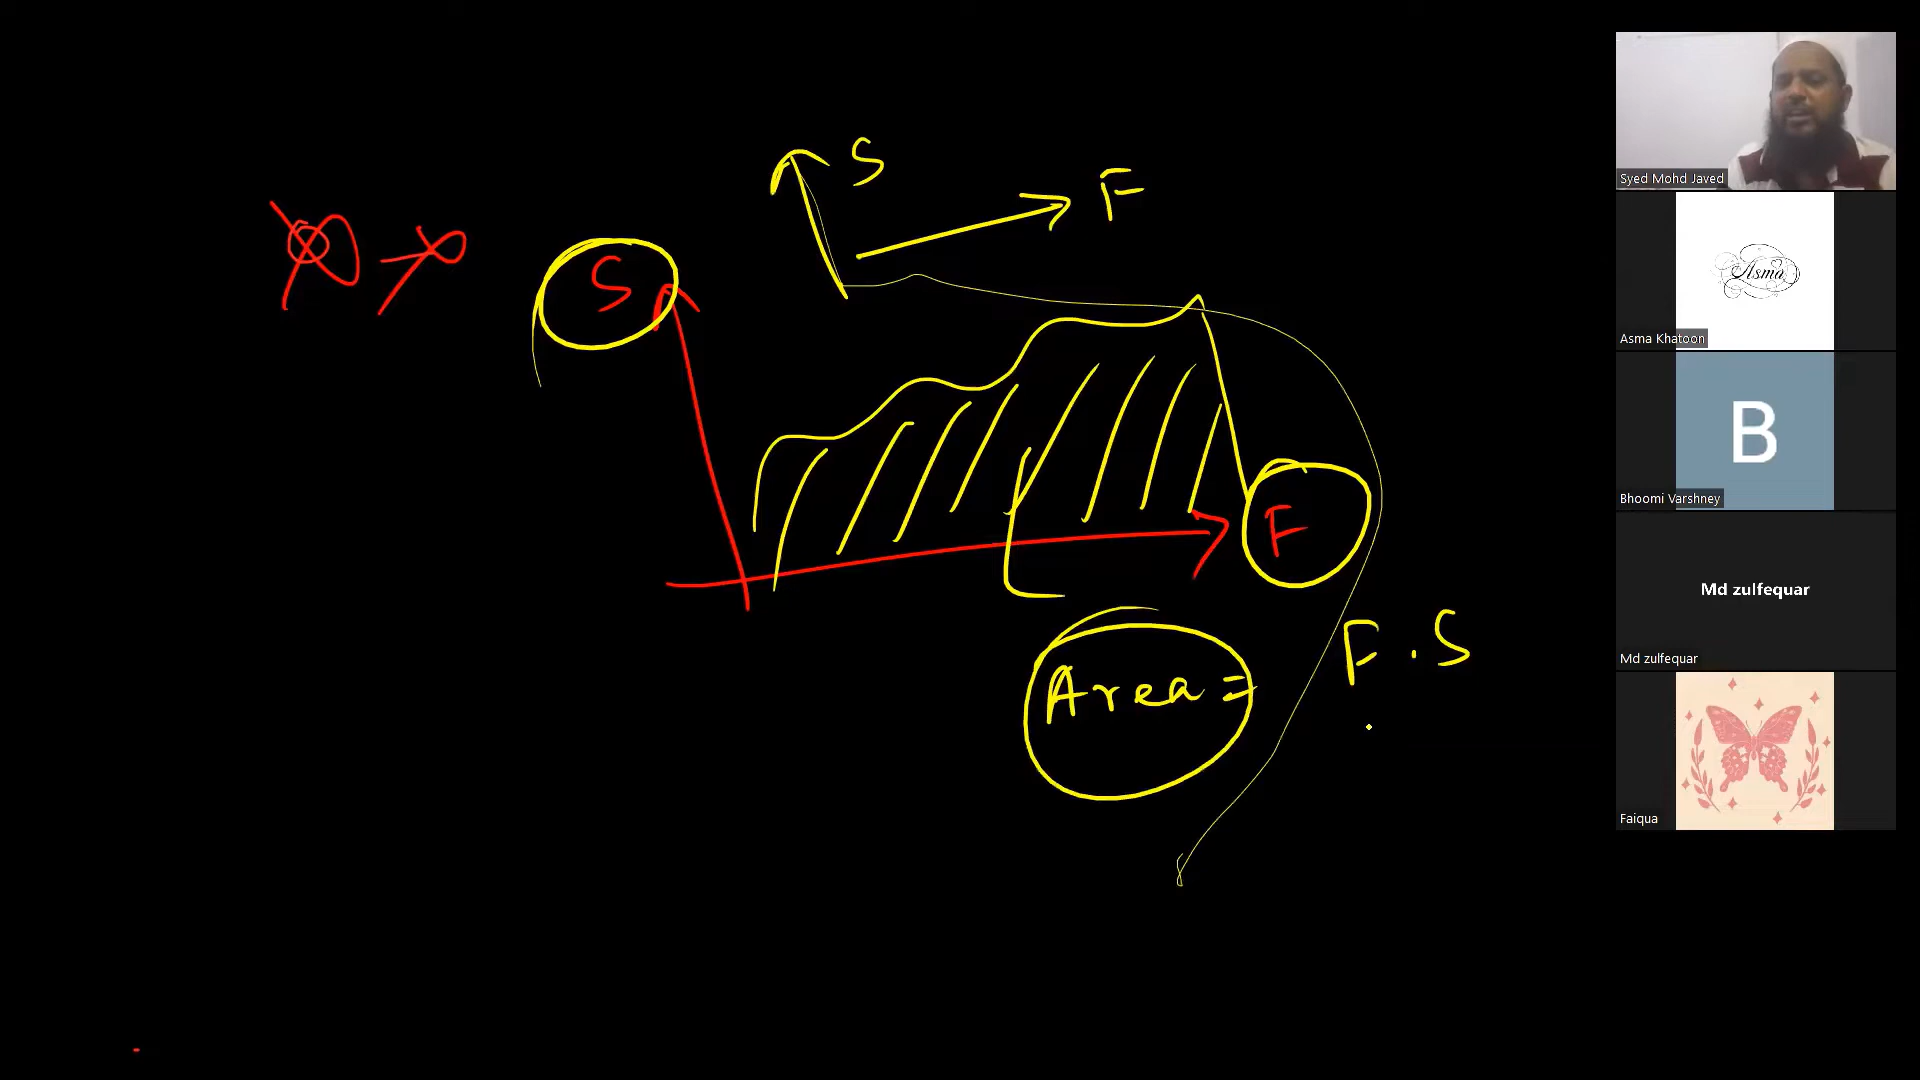 S
F
S
F
F . S
Area =
Syed Mohd Javed
Asma
Asma Khatoon
B
Bhoomi Varshney
Md zulfequar
Md zulfequar
Faiqua